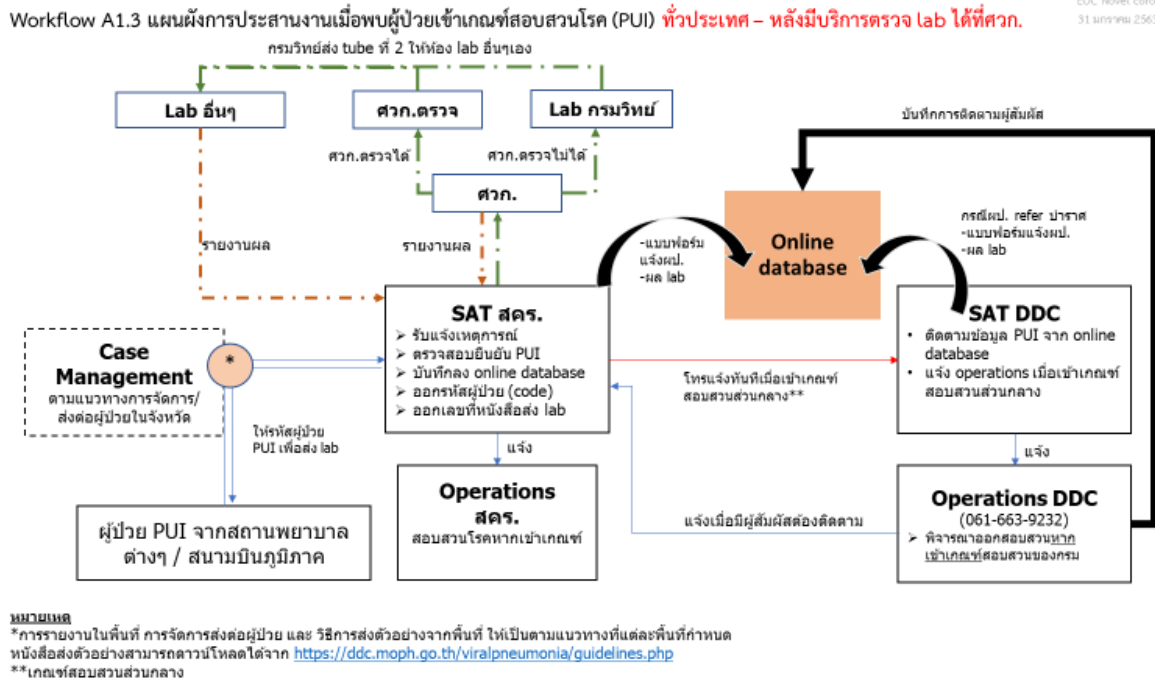 Workflow A1.3 แผนผังการประสานงานเมื่อพบผู้ป่วยเข้าเกณฑ์สอบสวนโรค (PUI) ทั่วประเทศ – หลังมีบริการตรวจ lab ได้ที่ศวก.
31 มกราคม 2563
กรมวิทย์ส่ง tube ที่ 2 ให้ห้อง lab อื่นๆเอง
Lab อื่นๆ
ศวก.ตรวจ
Lab กรมวิทย์
บันทึกการติดตามผู้สัมผัส
ศวก.ตรวจได้
ศวก.ตรวจไม่ได้
ศวก.
รายงานผล
รายงานผล
-แบบฟอร์ม
แจ้งผป.
-ผล lab
Online
database
กรณีผป. refer บำราศ
-แบบฟอร์มแจ้งผป.
-ผล lab
Case
Management
ตามแนวทางการจัดการ/
ส่งต่อผู้ป่วยในจังหวัด
*
SAT สคร.
➢ รับแจ้งเหตุการณ์
➢ ตรวจสอบยืนยัน PUI
➢ บันทึกลง online database
➢ ออกรหัสผู้ป่วย (code)
➢ ออกเลขที่หนังสือส่ง lab
โทรแจ้งทันทีเมื่อเข้าเกณฑ์
สอบสวนส่วนกลาง**
SAT DDC
• ติดตามข้อมูล PUI จาก online
database
• แจ้ง operations เมื่อเข้าเกณฑ์
สอบสวนส่วนกลาง
ให้รหัสผู้ป่วย
PUI เพื่อส่ง lab
แจ้ง
แจ้ง
ผู้ป่วย PUI จากสถานพยาบาล
ต่างๆ / สนามบินภูมิภาค
Operations
สคร.
สอบสวนโรคหากเข้าเกณฑ์
แจ้งเมื่อมีผู้สัมผัสต้องติดตาม
Operations DDC
(061-663-9232)
➢ พิจารณาออกสอบสวนหาก
เข้าเกณฑ์สอบสวนของกรม
หมายเหตุ
*การรายงานในพื้นที่ การจัดการส่งต่อผู้ป่วย และ วิธีการส่งตัวอย่างจากพื้นที่ ให้เป็นตามแนวทางที่แต่ละพื้นที่กำหนด
หนังสือส่งตัวอย่างสามารถดาวน์โหลดได้จาก https://ddc.moph.go.th/viralpneumonia/guidelines.php
**เกณฑ์สอบสวนส่วนกลาง